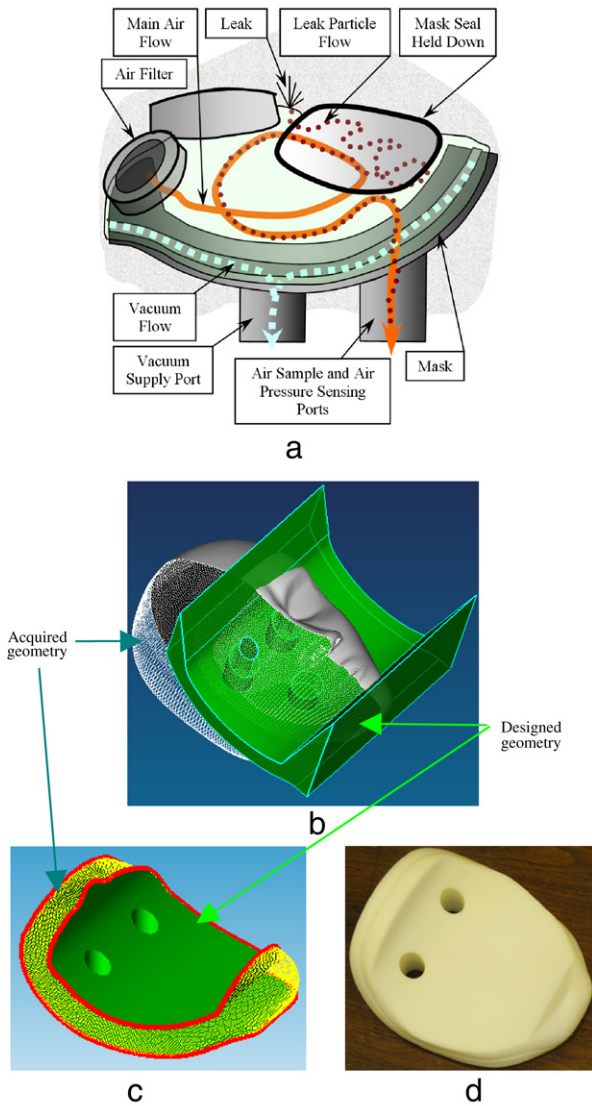 Main Air
Flow
Leak
Leak Particle
Flow
Mask Seal
Held Down
Air Filter
Vacuum
Flow
Vacuum
Supply Port
Air Sample and Air
Pressure Sensing
Ports
Mask
a
Acquired
geometry
Designed
geometry
b
c
d